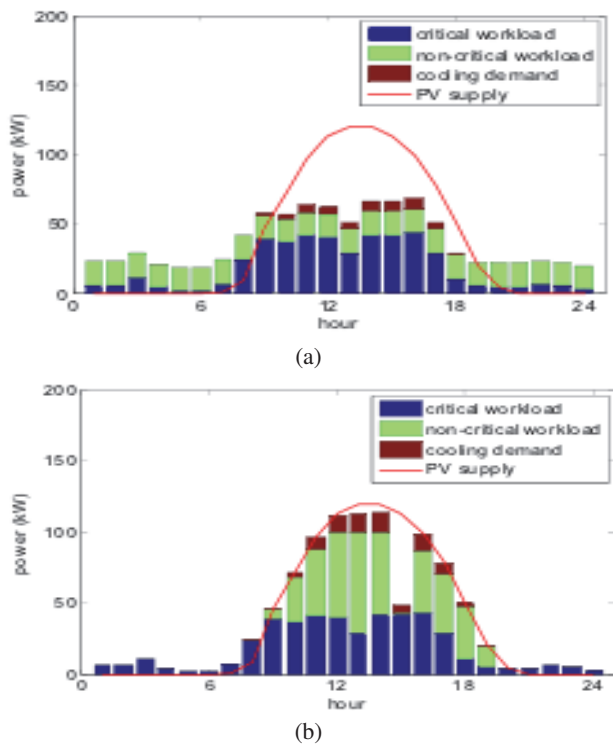 200
150
100
50
0
power (kW)
critical workload
non-critical workload
cooling demand
PV supply
0 6 12 18 24
hour
(a)
200
150
100
50
0
power (kW)
critical workload
non-critical workload
cooling demand
PV supply
0 6 12 18 24
hour
(b)